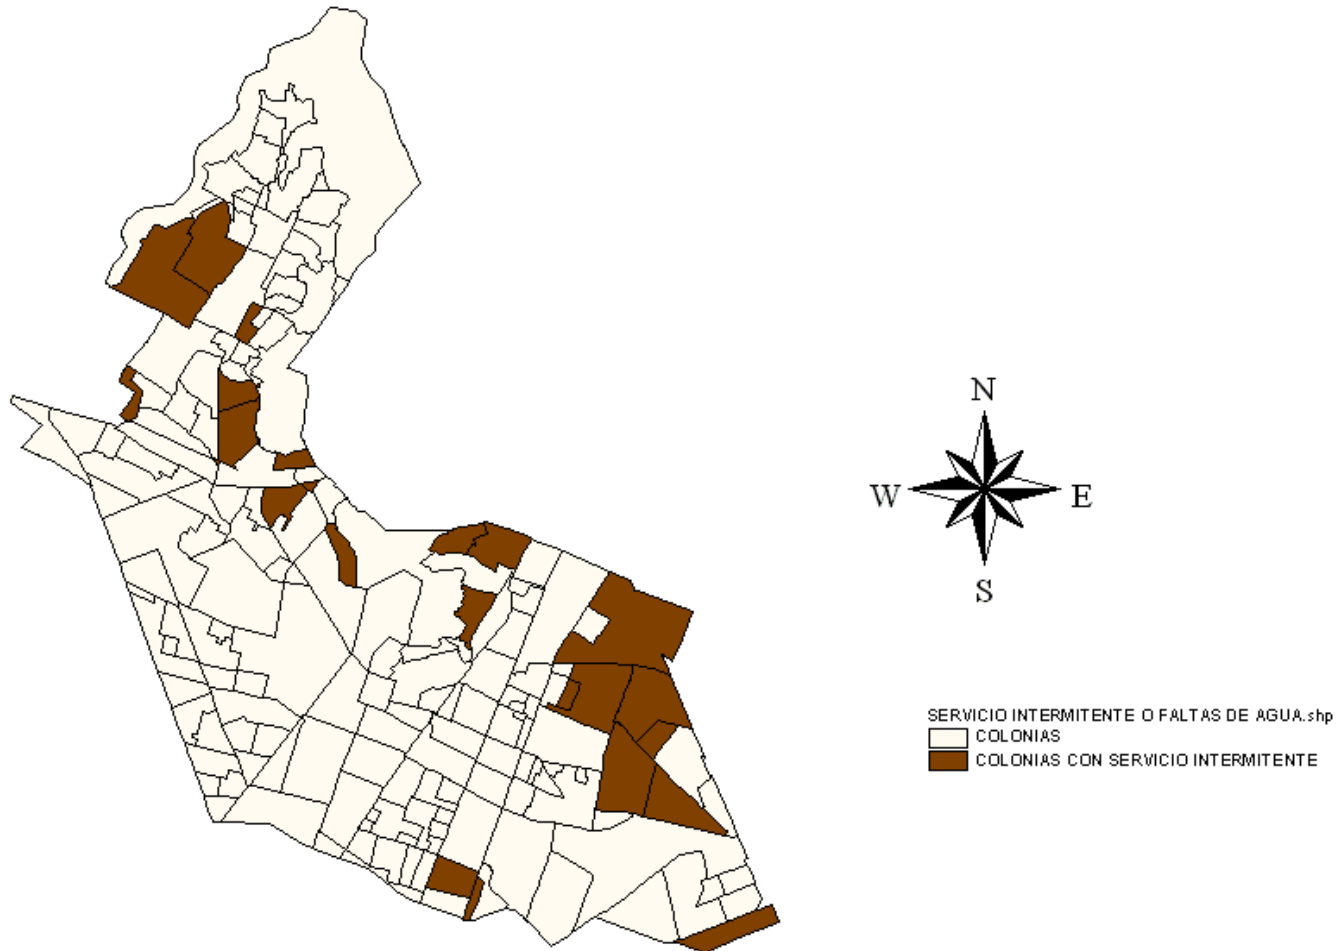 N
W E
S
SERVICIO INTERMITENTE O FALTAS DE AGUA.shp
COLONIAS
COLONIAS CON SERVICIO INTERMITENTE